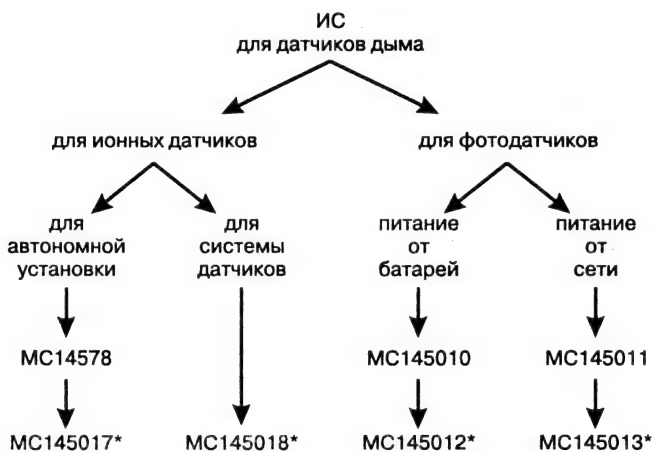 ИС
для датчиков дыма
для ионных датчиков
для фотодатчиков
для
автономной
установки
для
системы
датчиков
питание
от
батарей
питание
от
сети
MC14578
MC145010
MC145011
MC145017*
MC145018*
MC145012*
MC145013*